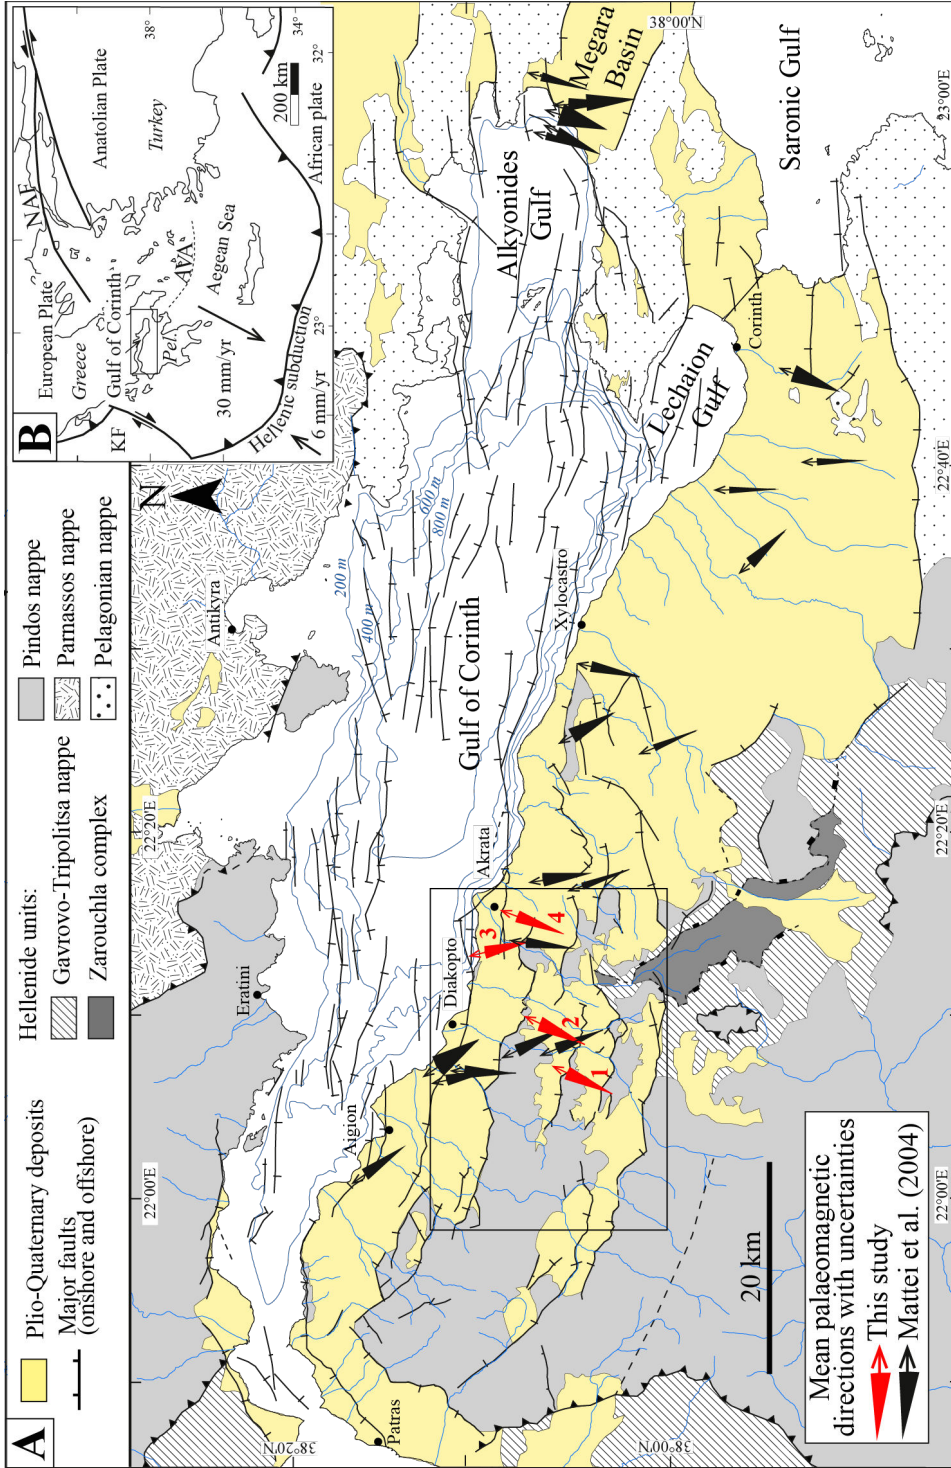 A
Plio-Quaternary deposits
Major faults
(onshore and offshore)
Hellenide units:
Gavrovo-Tripolitsa nappe
Zarouchla complex
Pindos nappe
Parnassos nappe
Pelagonian nappe
B
European Plate
NAF
Greece
Anatolian Plate
Turkey
38°
34°
32°
23°
Gulf of Corinth
KF
Pel.
AVA
Aegean Sea
30 mm/yr
Hellenic subduction
6 mm/yr
African plate
200 km
N
22°00'E
22°20'E
38°20'N
38°00'N
Eratini
Antikyra
200 m
400 m
600 m
800 m
Gulf of Corinth
Alkyonides
Gulf
Megara
Basin
Patras
Aigion
Diakopto
Akrata
Xylocastro
Lechaion
Gulf
Corinth
Saronic Gulf
1
2
3
4
38°00'N
22°00'E
22°20'E
22°40'E
23°00'E
20 km
Mean palaeomagnetic
directions with uncertainties
This study
Mattei et al. (2004)